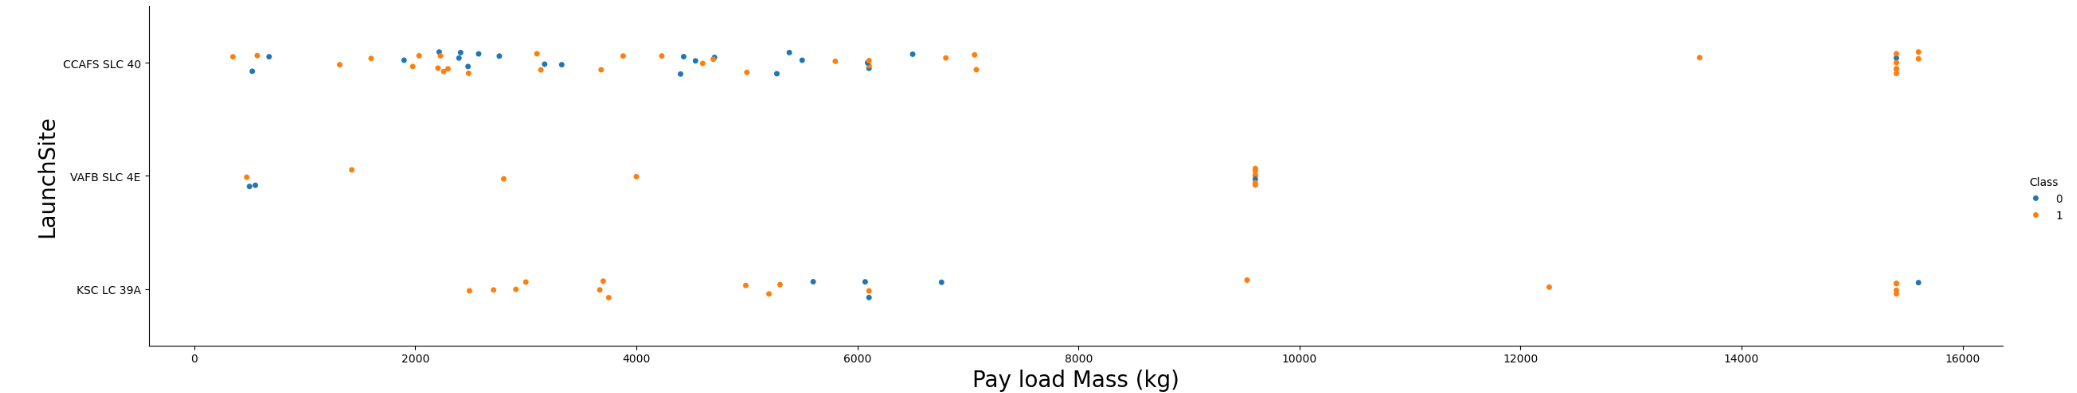 LaunchSite
CCAFS SLC 40
VAFB SLC 4E
KSC LC 39A
0 2000 4000 6000 8000 10000 12000 14000 16000
Pay load Mass (kg)
Class
0
1